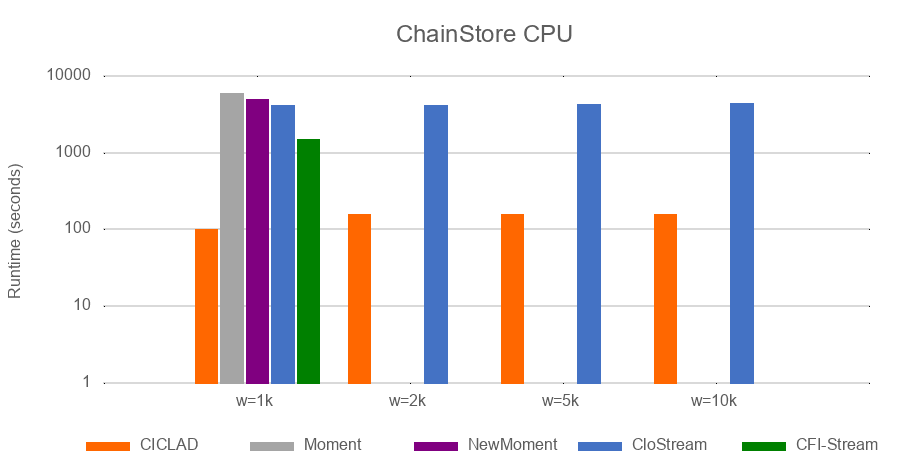 ChainStore CPU
10000
1000
100
10
1
Runtime (seconds)
w=1k w=2k w=5k w=10k
CICLAD Moment NewMoment CloStream CFI-Stream